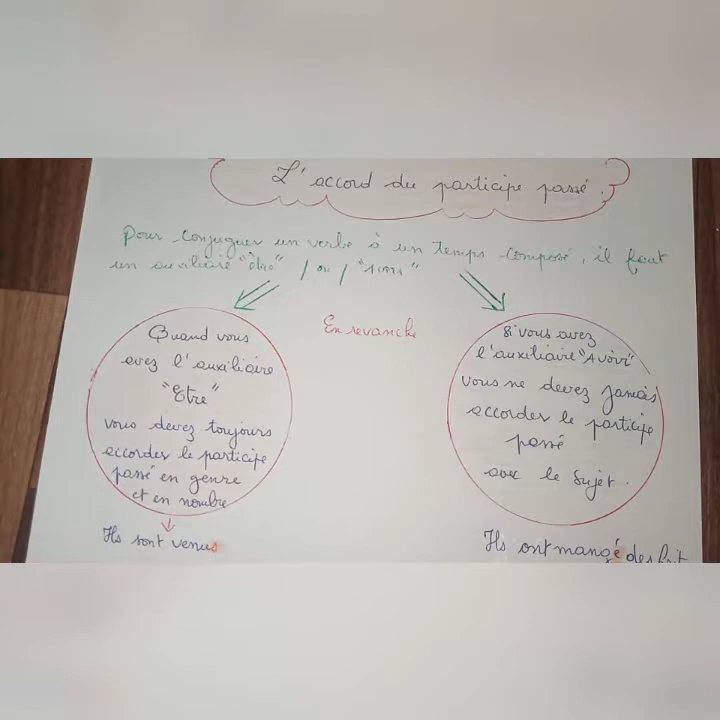 L'accord du participe passé.
Pour conjuguer un verbe à un temps composé, il faut
un auxiliaire "être" / ou / "Avoir"
Quand vous
avez l'auxiliaire
"Etre"
vous devez toujours
accorder le participe
passé en genre
et en nombre
Ils sont venus
En revanche
Si vous avez
l'auxiliaire "Avoir"
vous ne devez jamais
accorder le participe
passé
avec le sujet.
Ils ont mangé des